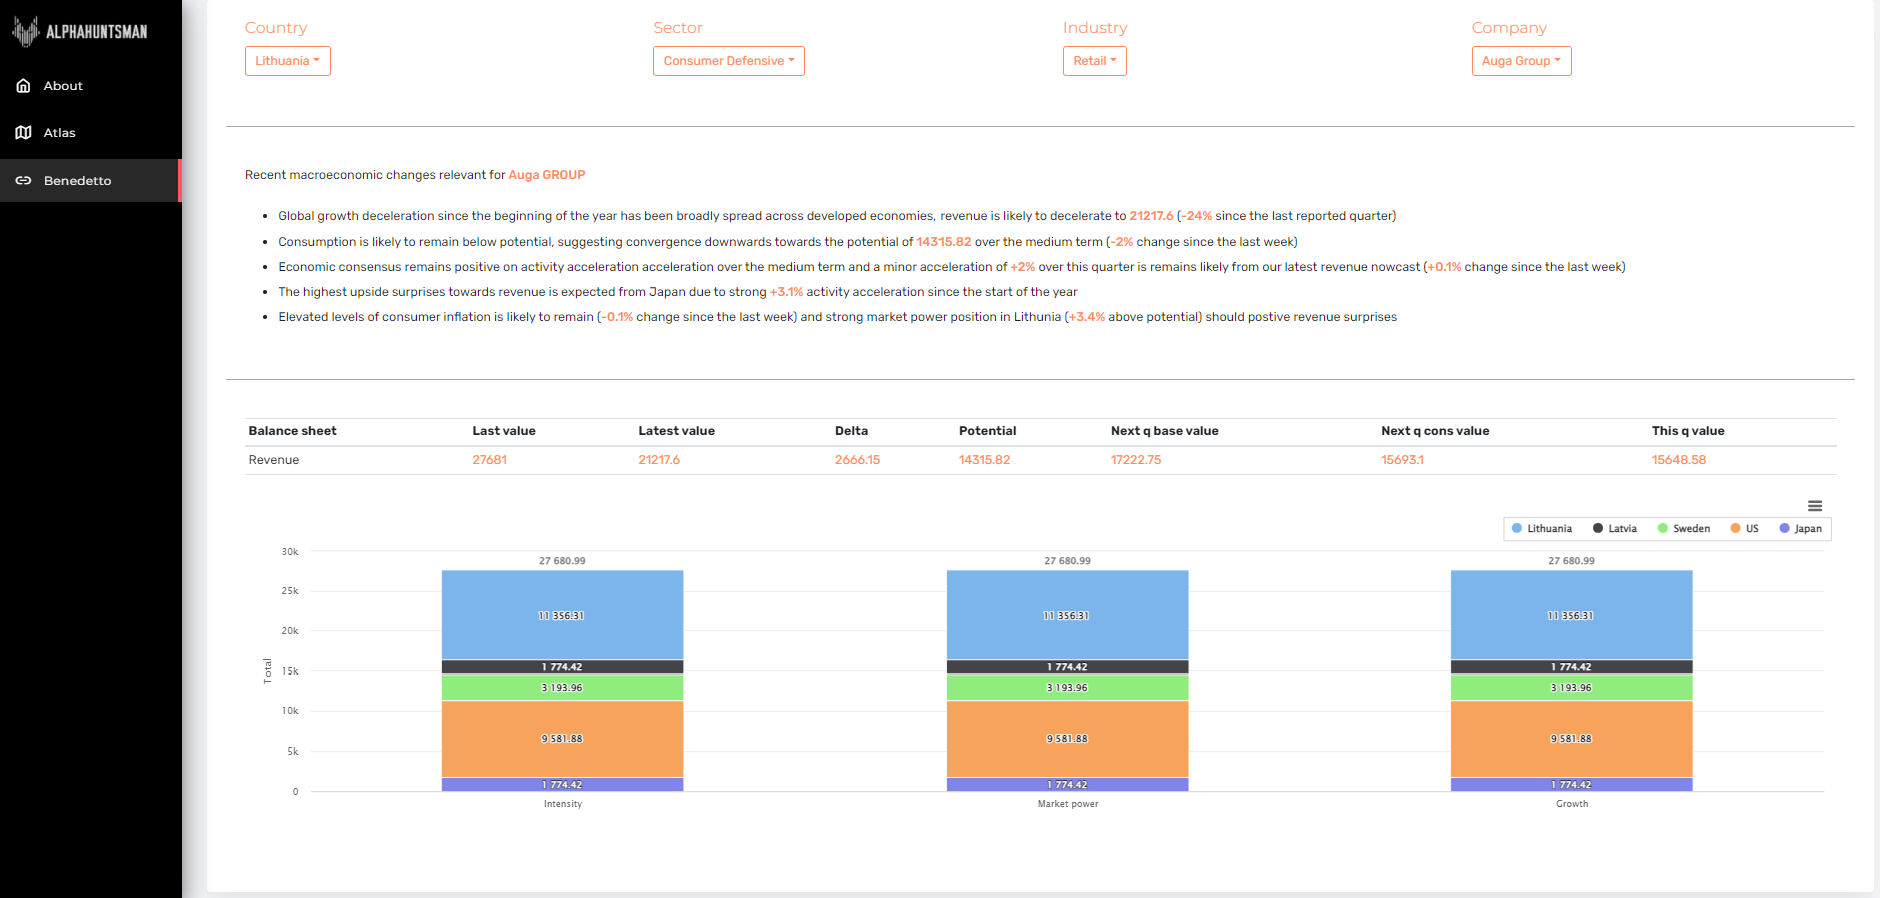 ALPHAHUNTSMAN
About
Atlas
Benedetto
Country Sector Industry Company
Lithuania Consumer Defensive Retail Auga Group
Recent macroeconomic changes relevant for Auga GROUP
Global growth deceleration since the beginning of the year has been broadly spread across developed economies, revenue is likely to decelerate to 21217.6 (-24% since the last reported quarter)
Consumption is likely to remain below potential, suggesting convergence downwards towards the potential of 14315.82 over the medium term (-2% change since the last week)
Economic consensus remains positive on activity acceleration acceleration over the medium term and a minor acceleration of +2% over this quarter is remains likely from our latest revenue nowcast (+0.1% change since the last week)
The highest upside surprises towards revenue is expected from Japan due to strong +3.1% activity acceleration since the start of the year
Elevated levels of consumer inflation is likely to remain (-0.1% change since the last week) and strong market power position in Lithunia (+3.4% above potential) should postive revenue surprises
Balance sheet Last value Latest value Delta Potential Next q base value Next q cons value This q value
Revenue 27681 21217.6 2666.15 14315.82 17222.75 15693.1 15648.58
Lithuania Latvia Sweden US Japan
30k
27 680.99 27 680.99 27 680.99
25k
11 356.31 11 356.31 11 356.31
20k
Total
15k
1 774.42 1 774.42 1 774.42
3 193.96 3 193.96 3 193.96
10k
9 581.88 9 581.88 9 581.88
5k
1 774.42 1 774.42 1 774.42
0
Intensity Market power Growth